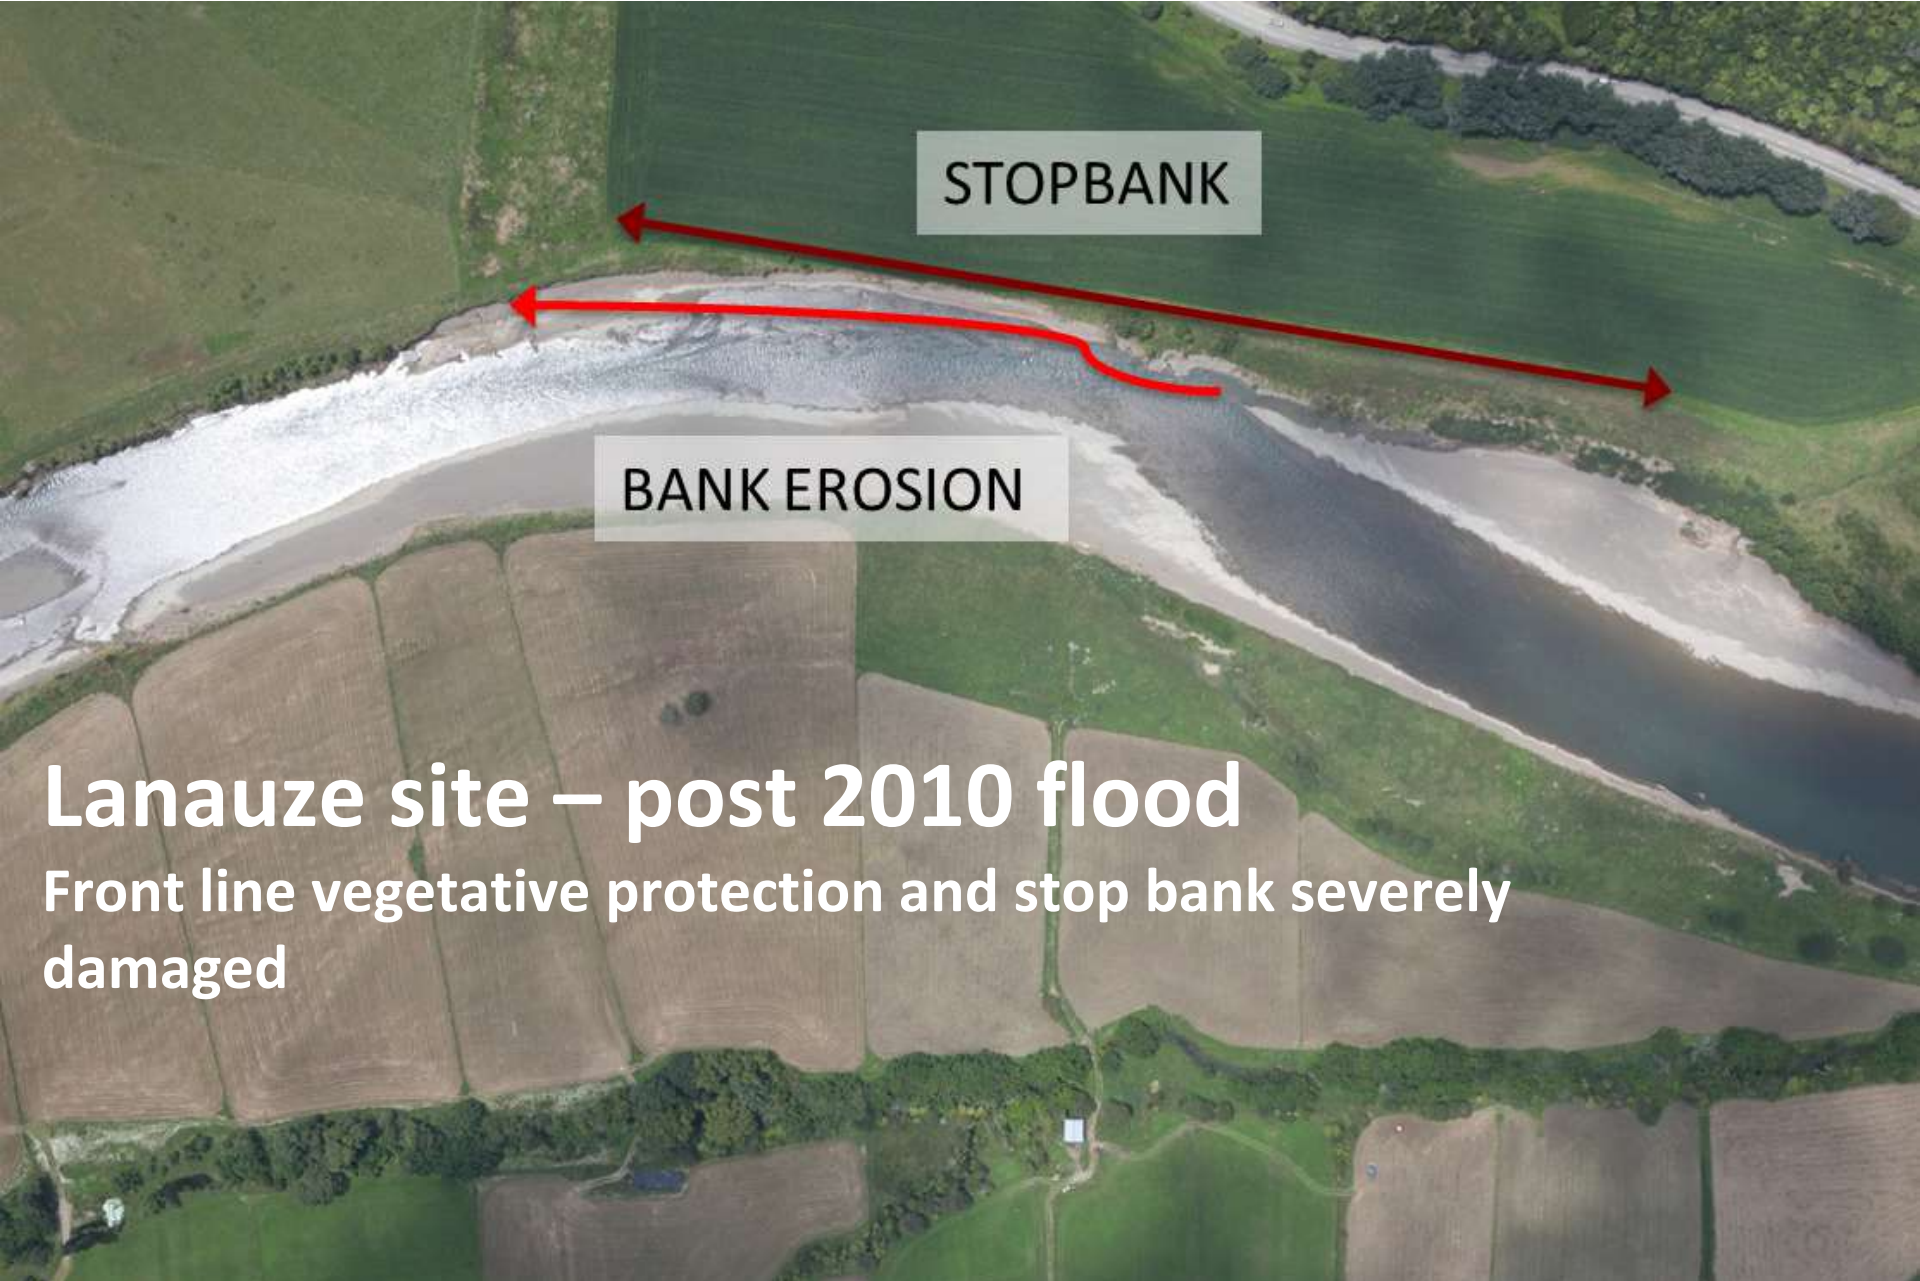 STOPBANK
BANK EROSION
Lanauze site – post 2010 flood
Front line vegetative protection and stop bank severely
damaged